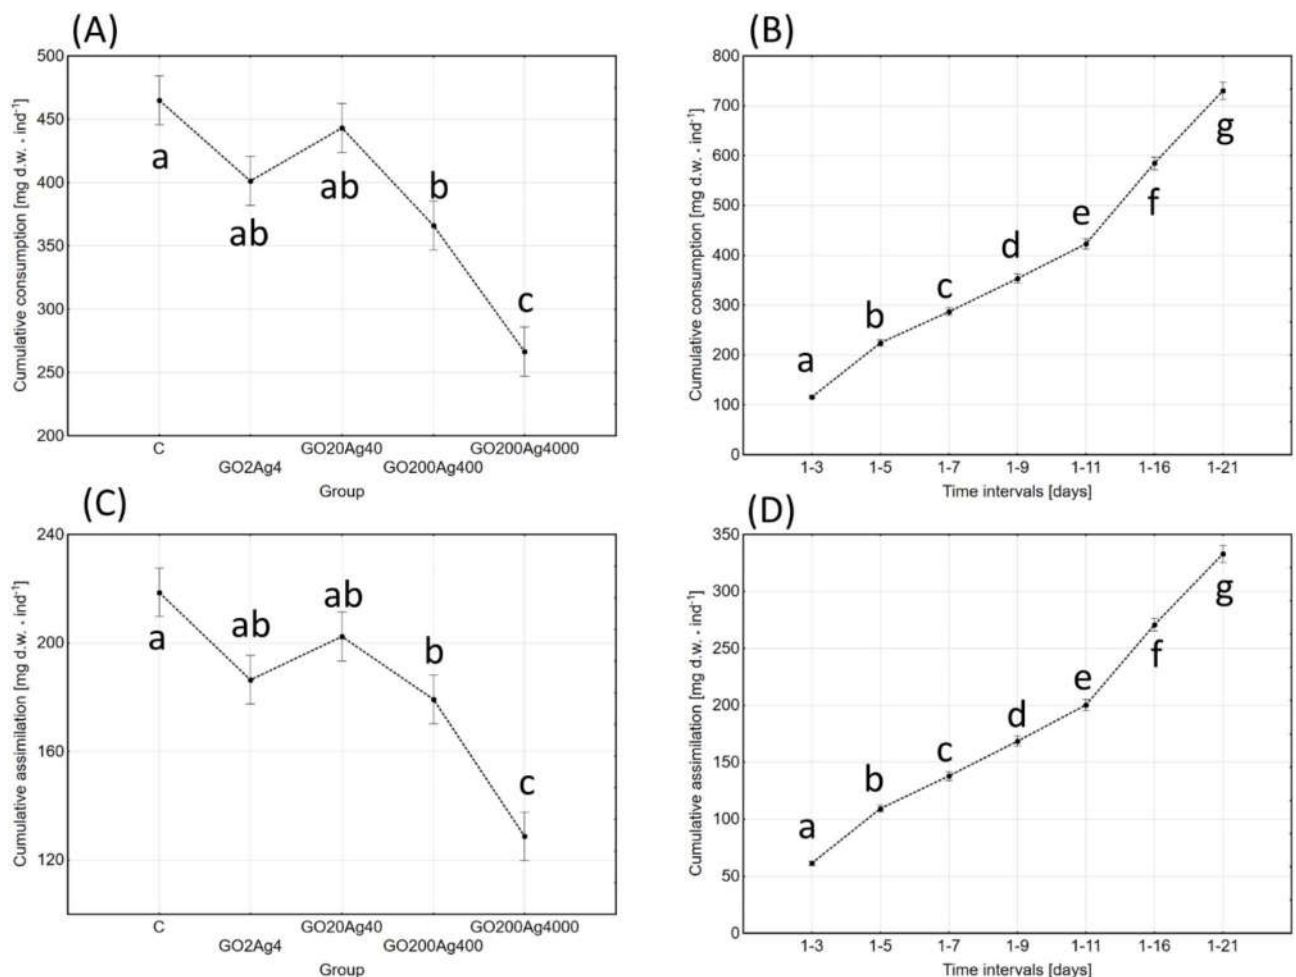 (A)
500
450
400
350
300
250
200
Cumulative consumption [mg d.w. · ind⁻¹]
a
ab
ab
b
c
C
GO2Ag4
GO20Ag40
GO200Ag400
GO200Ag4000
Group
(B)
800
700
600
500
400
300
200
100
0
Cumulative consumption [mg d.w. · ind⁻¹]
a
b
c
d
e
f
g
1-3
1-5
1-7
1-9
1-11
1-16
1-21
Time intervals [days]
(C)
240
200
160
120
Cumulative assimilation [mg d.w. · ind⁻¹]
a
ab
ab
b
c
C
GO2Ag4
GO20Ag40
GO200Ag400
GO200Ag4000
Group
(D)
350
300
250
200
150
100
50
0
Cumulative assimilation [mg d.w. · ind⁻¹]
a
b
c
d
e
f
g
1-3
1-5
1-7
1-9
1-11
1-16
1-21
Time intervals [days]